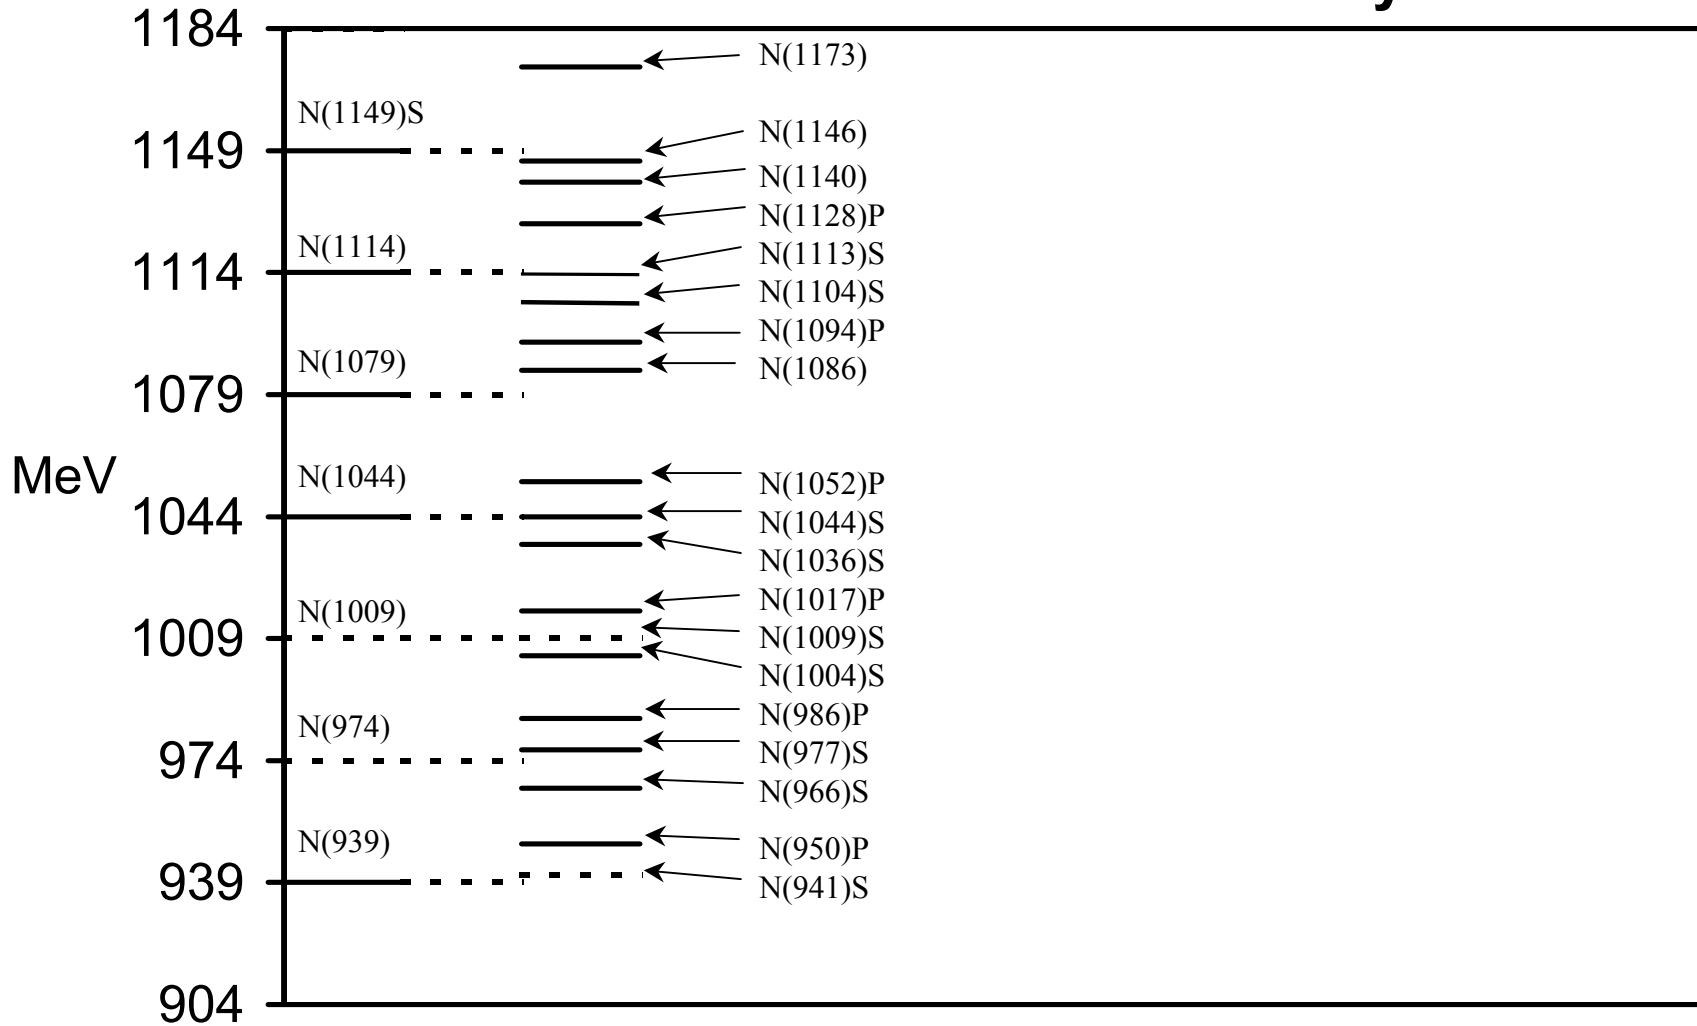 y
1184
N(1173)
N(1149)S
1149
N(1146)
N(1140)
N(1128)P
N(1114)
N(1113)S
1114
N(1104)S
N(1094)P
N(1079)
N(1086)
1079
MeV
N(1044)
N(1052)P
1044
N(1044)S
N(1036)S
N(1017)P
N(1009)
1009
N(1009)S
N(1004)S
N(986)P
N(974)
N(977)S
974
N(966)S
N(939)
N(950)P
939
N(941)S
904